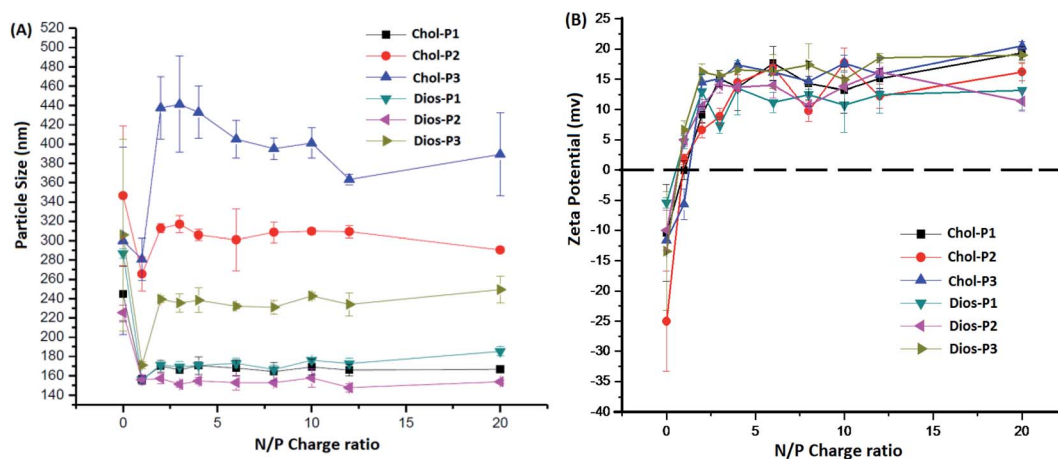 (A)
Particle Size (nm)
520
500
480
460
440
420
400
380
360
340
320
300
280
260
240
220
200
180
160
140
Chol-P1
Chol-P2
Chol-P3
Dios-P1
Dios-P2
Dios-P3
0 5 10 15 20
N/P Charge ratio
(B)
Zeta Potential (mv)
25
20
15
10
5
0
-5
-10
-15
-20
-25
-30
-35
-40
Chol-P1
Chol-P2
Chol-P3
Dios-P1
Dios-P2
Dios-P3
0 5 10 15 20
N/P Charge ratio